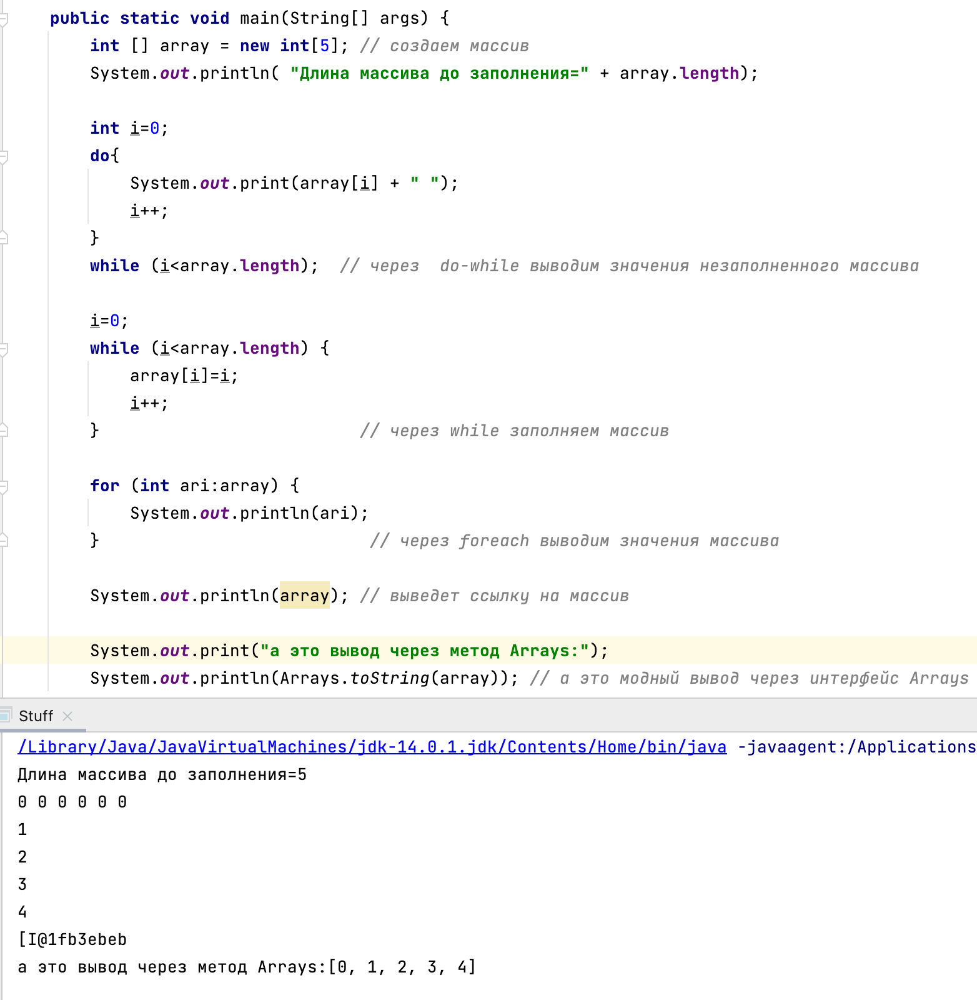 public static void main(String[] args) {
int [] array = new int[5]; // создаем массив
System.out.println( "Длина массива до заполнения=" + array.length);
int i=0;
do{
System.out.print(array[i] + " ");
i++;
}
while (i<array.length);  // через  do-while выводим значения незаполненного массива
i=0;
while (i<array.length) {
array[i]=i;
i++;
} // через while заполняем массив
for (int ari:array) {
System.out.println(ari);
} // через foreach выводим значения массива
System.out.println(array); // выведет ссылку на массив
System.out.print("а это вывод через метод Arrays:");
System.out.println(Arrays.toString(array)); // а это модный вывод через интерфейс Arrays
Stuff
/Library/Java/JavaVirtualMachines/jdk-14.0.1.jdk/Contents/Home/bin/java -javaagent:/Applications
Длина массива до заполнения=5
0 0 0 0 0 0
1
2
3
4
[I@1fb3ebeb
а это вывод через метод Arrays:[0, 1, 2, 3, 4]